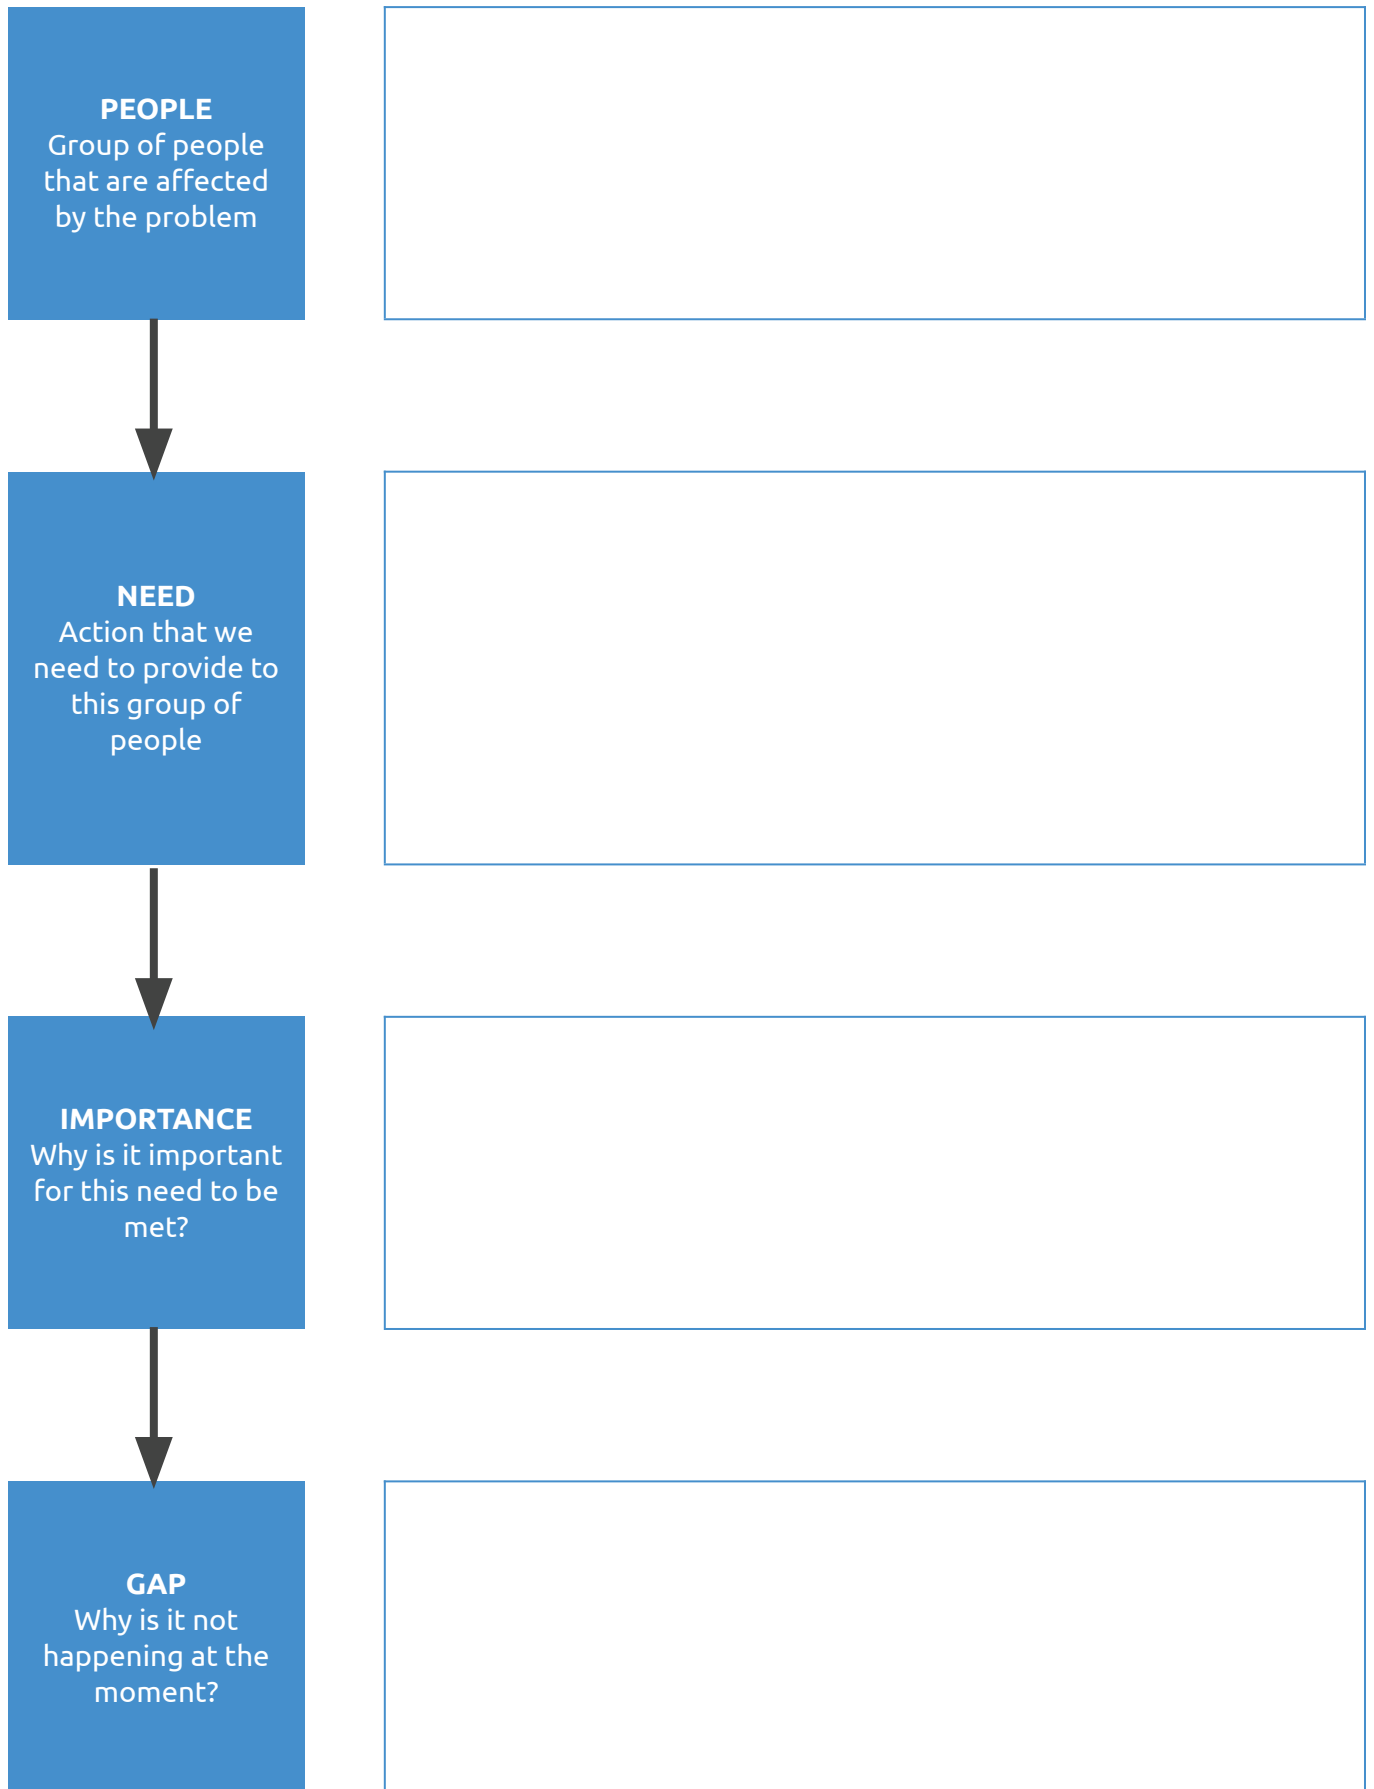 PEOPLE
Group of people
that are affected
by the problem
NEED
Action that we
need to provide to
this group of
people
IMPORTANCE
Why is it important
for this need to be
met?
GAP
Why is it not
happening at the
moment?